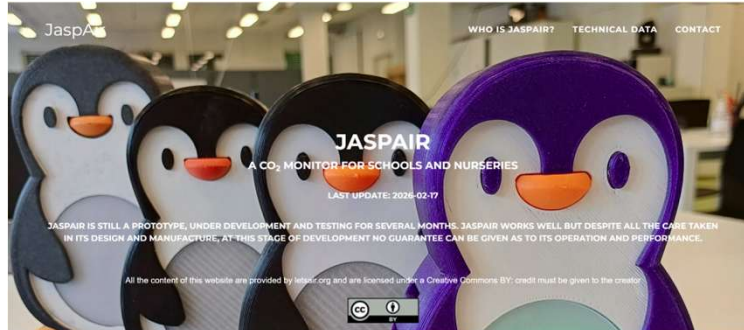 JaspAir
WHO IS JASPAIR? TECHNICAL DATA CONTACT
JASPAIR
A CO₂ MONITOR FOR SCHOOLS AND NURSERIES
LAST UPDATE: 2026-02-17
JASPAIR IS STILL A PROTOTYPE, UNDER DEVELOPMENT AND TESTING FOR SEVERAL MONTHS. JASPAIR WORKS WELL BUT DESPITE ALL THE CARE TAKEN
IN ITS DESIGN AND MANUFACTURE, AT THIS STAGE OF DEVELOPMENT NO GUARANTEE CAN BE GIVEN AS TO ITS OPERATION AND PERFORMANCE.
All the content of this website are provided by letsair.org and are licensed under a Creative Commons BY: credit must be given to the creator
cc
BY